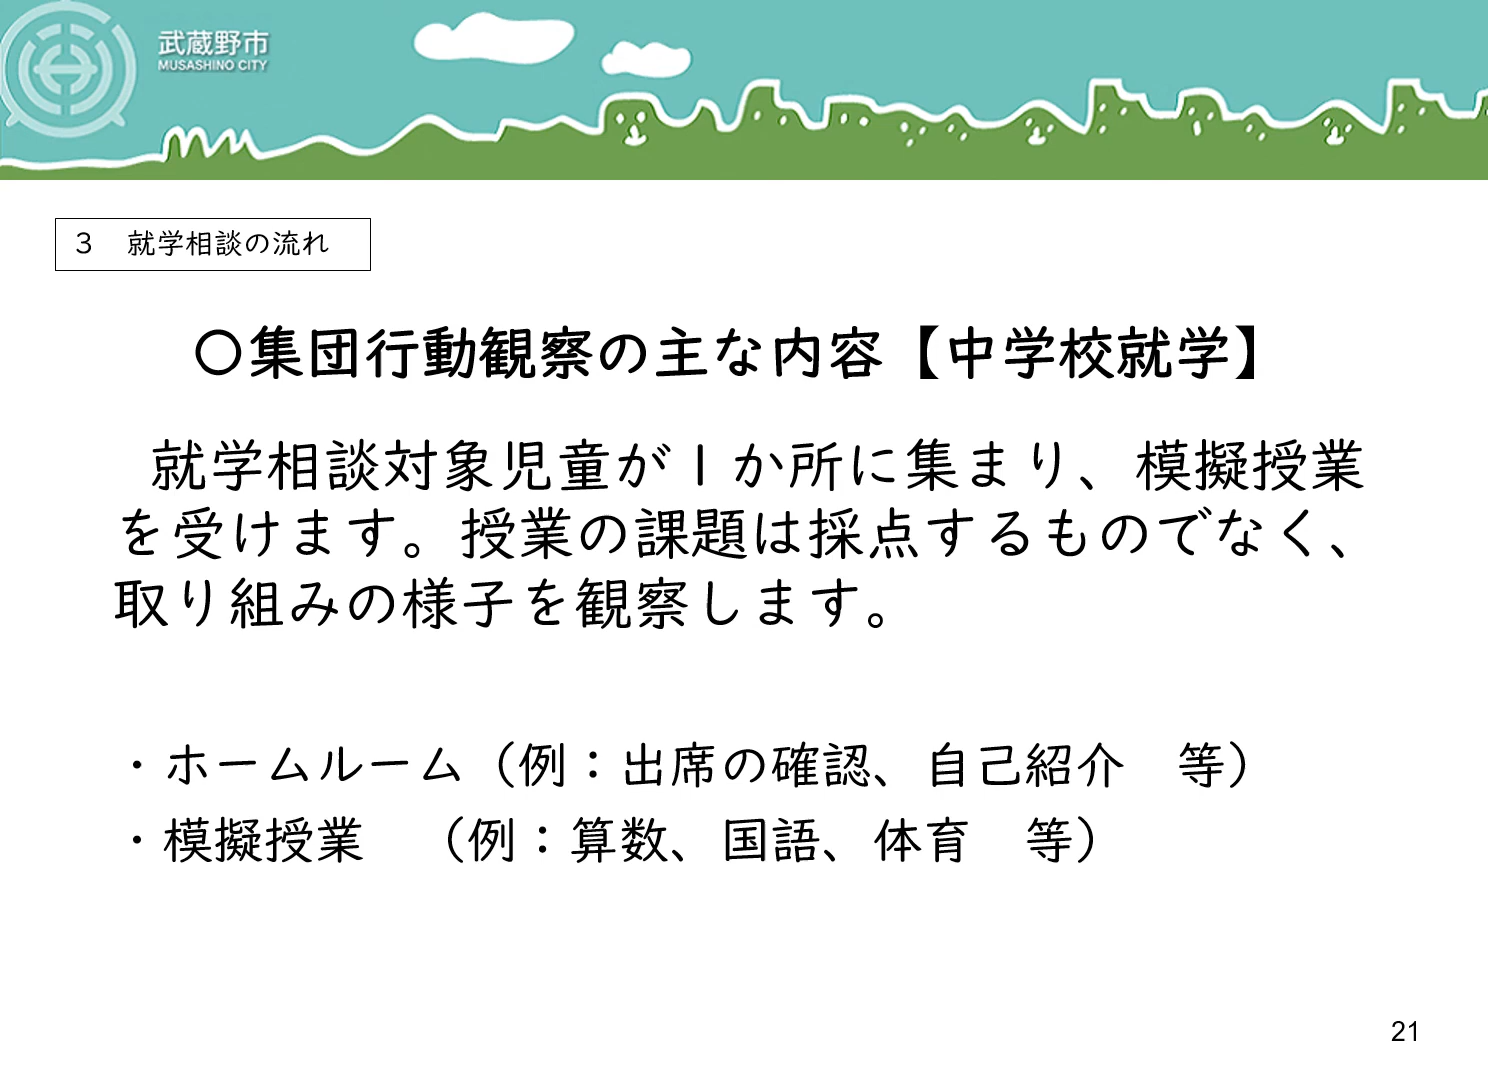 武蔵野市
MUSASHINO CITY
３　就学相談の流れ
〇集団行動観察の主な内容【中学校就学】
就学相談対象児童が１か所に集まり、模擬授業
を受けます。授業の課題は採点するものでなく、
取り組みの様子を観察します。
・ホームルーム（例：出席の確認、自己紹介　等）
・模擬授業　（例：算数、国語、体育　等）
21